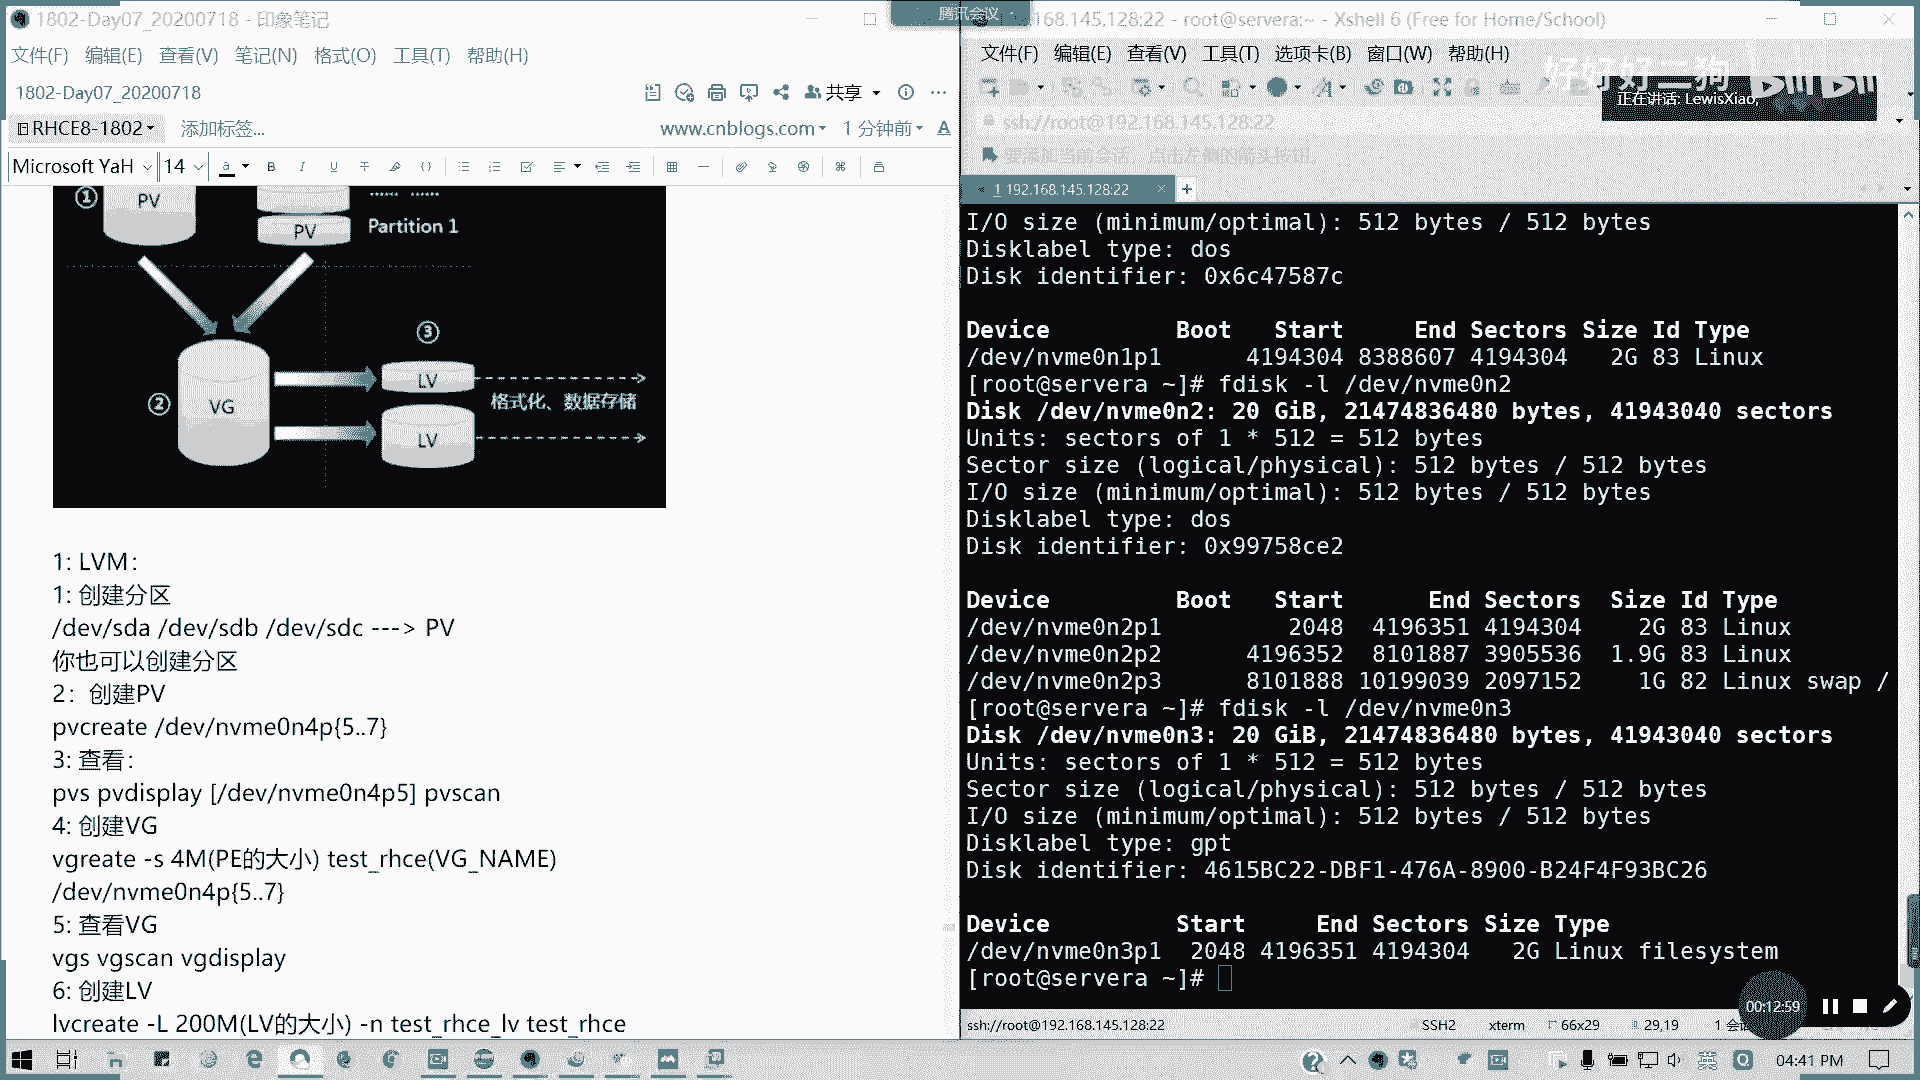 1802-Day07_20200718 - 印象笔记
文件(F) 编辑(E) 查看(V) 笔记(N) 格式(O) 工具(T) 帮助(H)
1802-Day07_20200718
共享
RHCE8-1802
添加标签...
www.cnblogs.com
1 分钟前
Microsoft YaH
14
① PV
PV
Partition 1
② VG
③
LV
LV
格式化、数据存储
1: LVM：
1: 创建分区
/dev/sda /dev/sdb /dev/sdc ---> PV
你也可以创建分区
2：创建PV
pvcreate /dev/nvme0n4p{5..7}
3: 查看：
pvs pvdisplay [/dev/nvme0n4p5] pvscan
4: 创建VG
vgreate -s 4M(PE的大小) test_rhce(VG_NAME)
/dev/nvme0n4p{5..7}
5: 查看VG
vgs vgscan vgdisplay
6: 创建LV
lvcreate -L 200M(LV的大小) -n test_rhce_lv test_rhce
腾讯会议
168.145.128:22 - root@servera:~ - Xshell 6 (Free for Home/School)
文件(F) 编辑(E) 查看(V) 工具(T) 选项卡(B) 窗口(W) 帮助(H)
好好好二狗
bilibili
正在讲话: LewisXiao;
ssh://root@192.168.145.128:22
要添加当前会话，点击左侧的箭头按钮。
1 192.168.145.128:22
I/O size (minimum/optimal): 512 bytes / 512 bytes
Disklabel type: dos
Disk identifier: 0x6c47587c
Device Boot Start End Sectors Size Id Type
/dev/nvme0n1p1 4194304 8388607 4194304 2G 83 Linux
[root@servera ~]# fdisk -l /dev/nvme0n2
Disk /dev/nvme0n2: 20 GiB, 21474836480 bytes, 41943040 sectors
Units: sectors of 1 * 512 = 512 bytes
Sector size (logical/physical): 512 bytes / 512 bytes
I/O size (minimum/optimal): 512 bytes / 512 bytes
Disklabel type: dos
Disk identifier: 0x99758ce2
Device Boot Start End Sectors Size Id Type
/dev/nvme0n2p1 2048 4196351 4194304 2G 83 Linux
/dev/nvme0n2p2 4196352 8101887 3905536 1.9G 83 Linux
/dev/nvme0n2p3 8101888 10199039 2097152 1G 82 Linux swap /
[root@servera ~]# fdisk -l /dev/nvme0n3
Disk /dev/nvme0n3: 20 GiB, 21474836480 bytes, 41943040 sectors
Units: sectors of 1 * 512 = 512 bytes
Sector size (logical/physical): 512 bytes / 512 bytes
I/O size (minimum/optimal): 512 bytes / 512 bytes
Disklabel type: gpt
Disk identifier: 4615BC22-DBF1-476A-8900-B24F4F93BC26
Device Start End Sectors Size Type
/dev/nvme0n3p1 2048 4196351 4194304 2G Linux filesystem
[root@servera ~]#
00:12:59
ssh://root@192.168.145.128:22
SSH2
xterm
66x29
29,19
04:41 PM